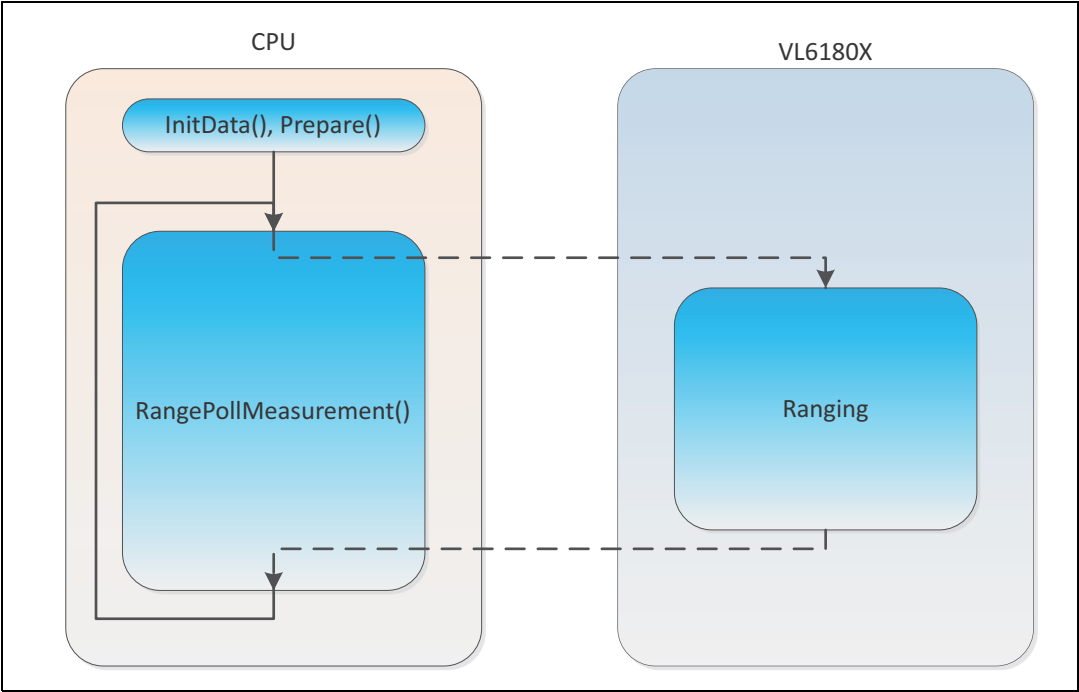 CPU
VL6180X
InitData(), Prepare()
RangePollMeasurement()
Ranging